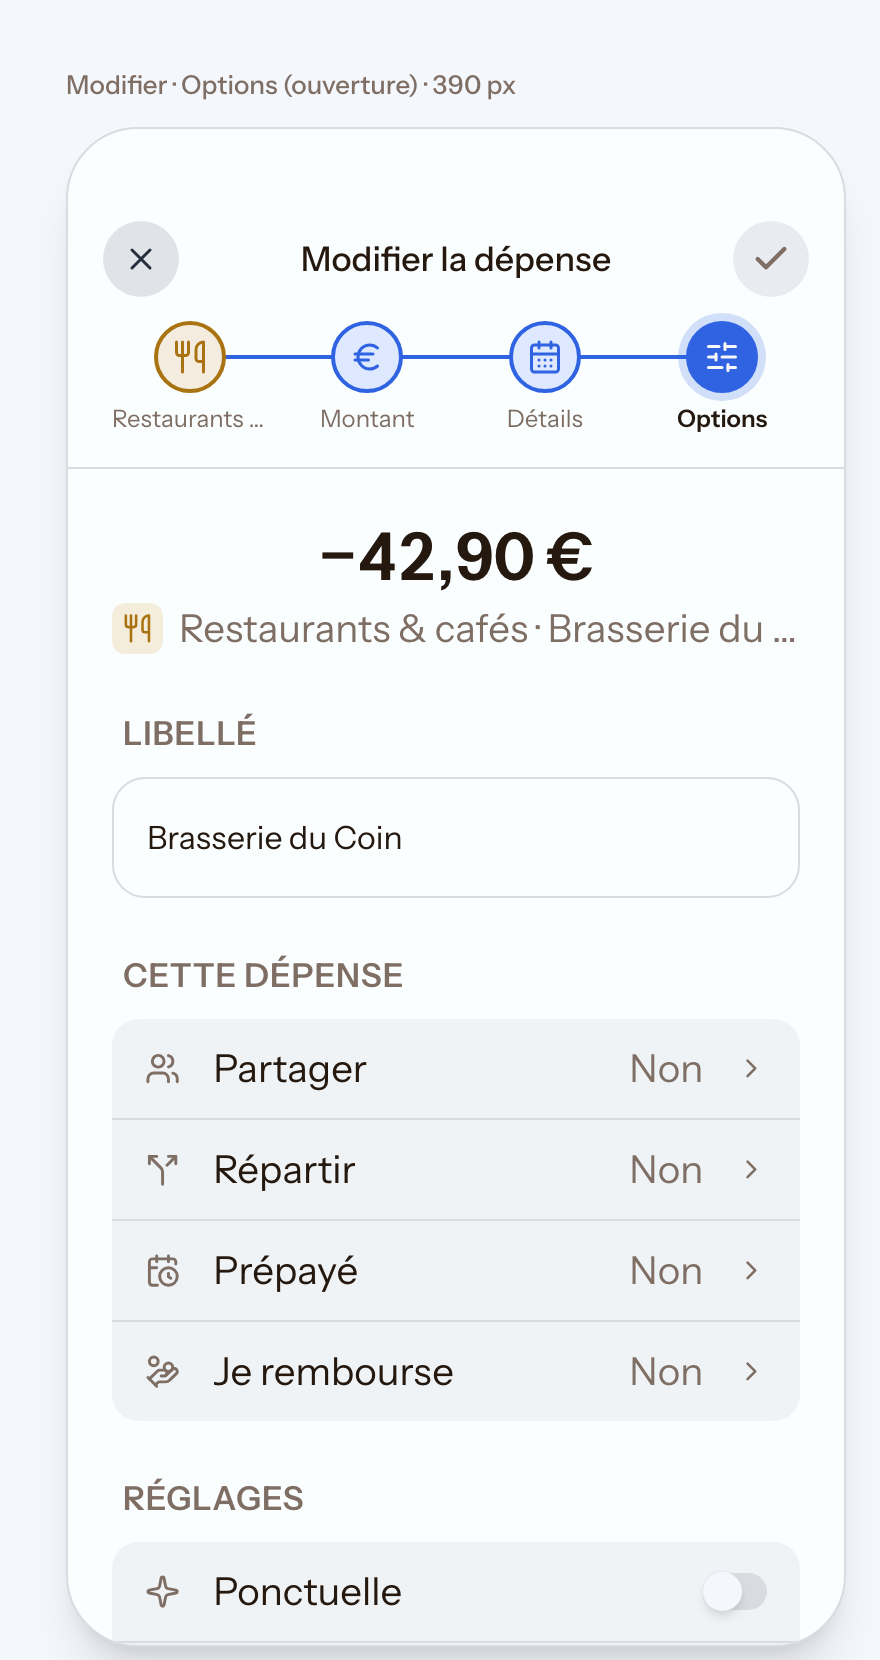 Modifier · Options (ouverture) · 390 px
Modifier la dépense
Restaurants ...
Montant
Détails
Options
−42,90 €
Restaurants & cafés · Brasserie du ...
LIBELLÉ
Brasserie du Coin
CETTE DÉPENSE
Partager Non
Répartir Non
Prépayé Non
Je rembourse Non
RÉGLAGES
Ponctuelle